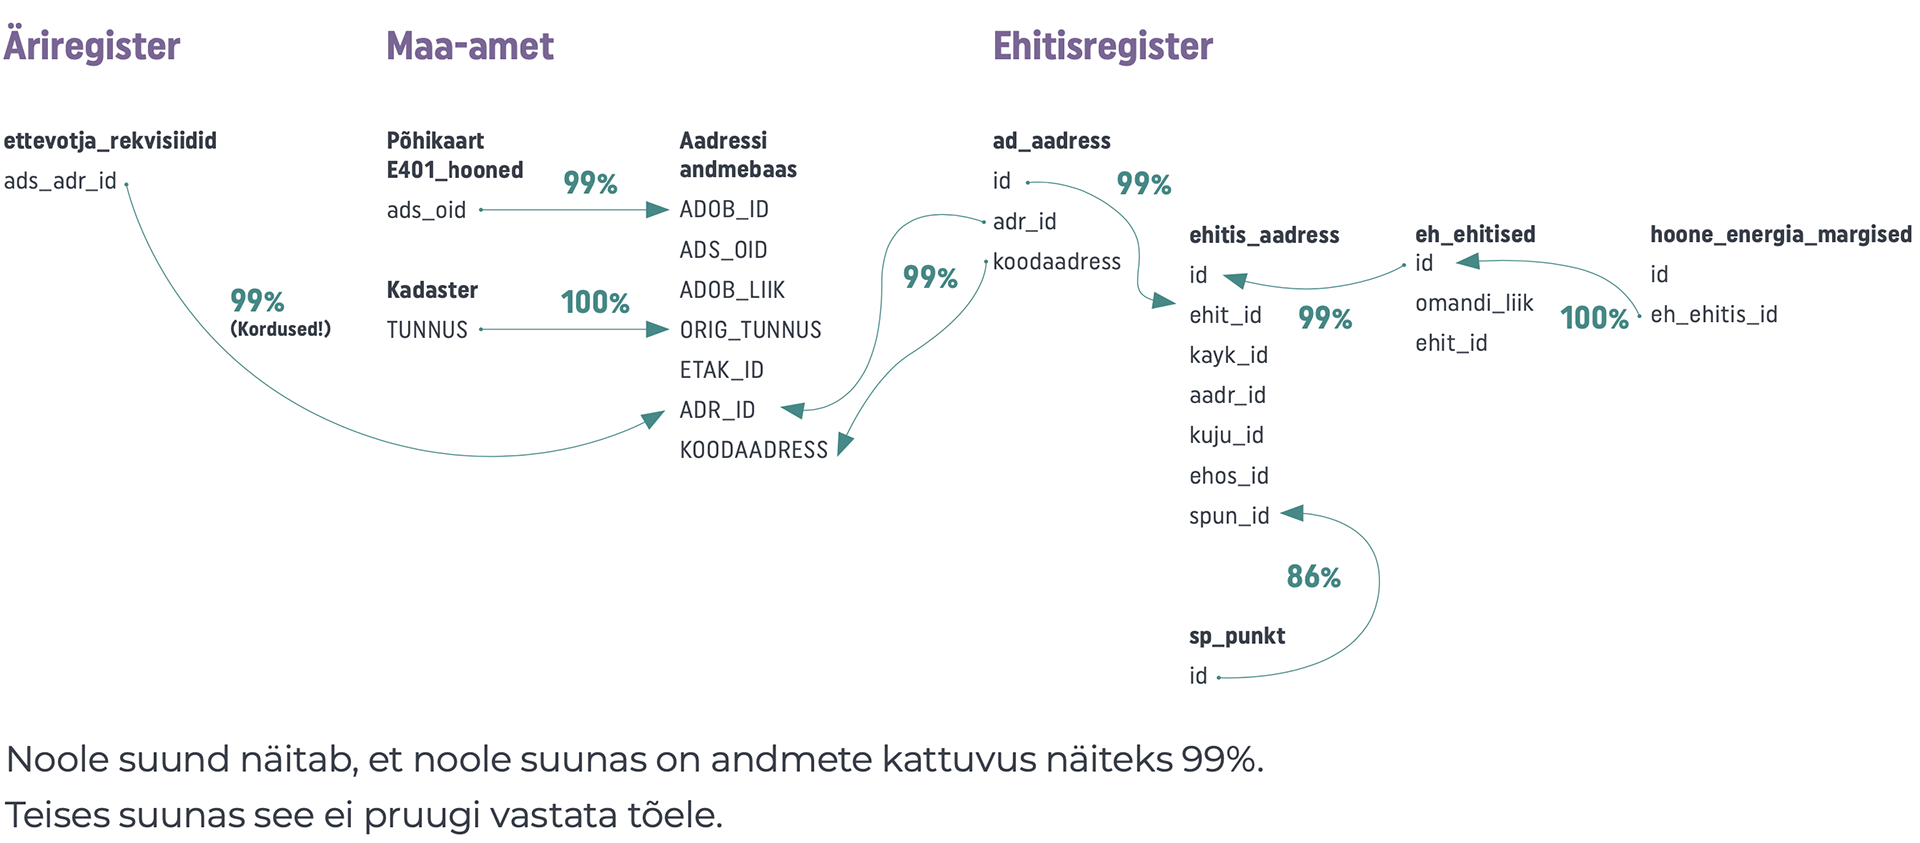 Äriregister
Maa-amet
Ehitisregister
ettevotja_rekvisiidid
ads_adr_id
99%
(Kordused!)
Põhikaart
E401_hooned
ads_oid
99%
Kadaster
TUNNUS
100%
Aadressi
andmebaas
ADOB_ID
ADS_OID
ADOB_LIIK
ORIG_TUNNUS
ETAK_ID
ADR_ID
KOODAADRESS
99%
ad_aadress
id
adr_id
koodaadress
99%
ehitis_aadress
id
ehit_id
kayk_id
aadr_id
kuju_id
ehos_id
spun_id
99%
eh_ehitised
id
omandi_liik
ehit_id
100%
hoone_energia_margised
id
eh_ehitis_id
86%
sp_punkt
id
Noole suund näitab, et noole suunas on andmete kattuvus näiteks 99%.
Teises suunas see ei pruugi vastata tõele.